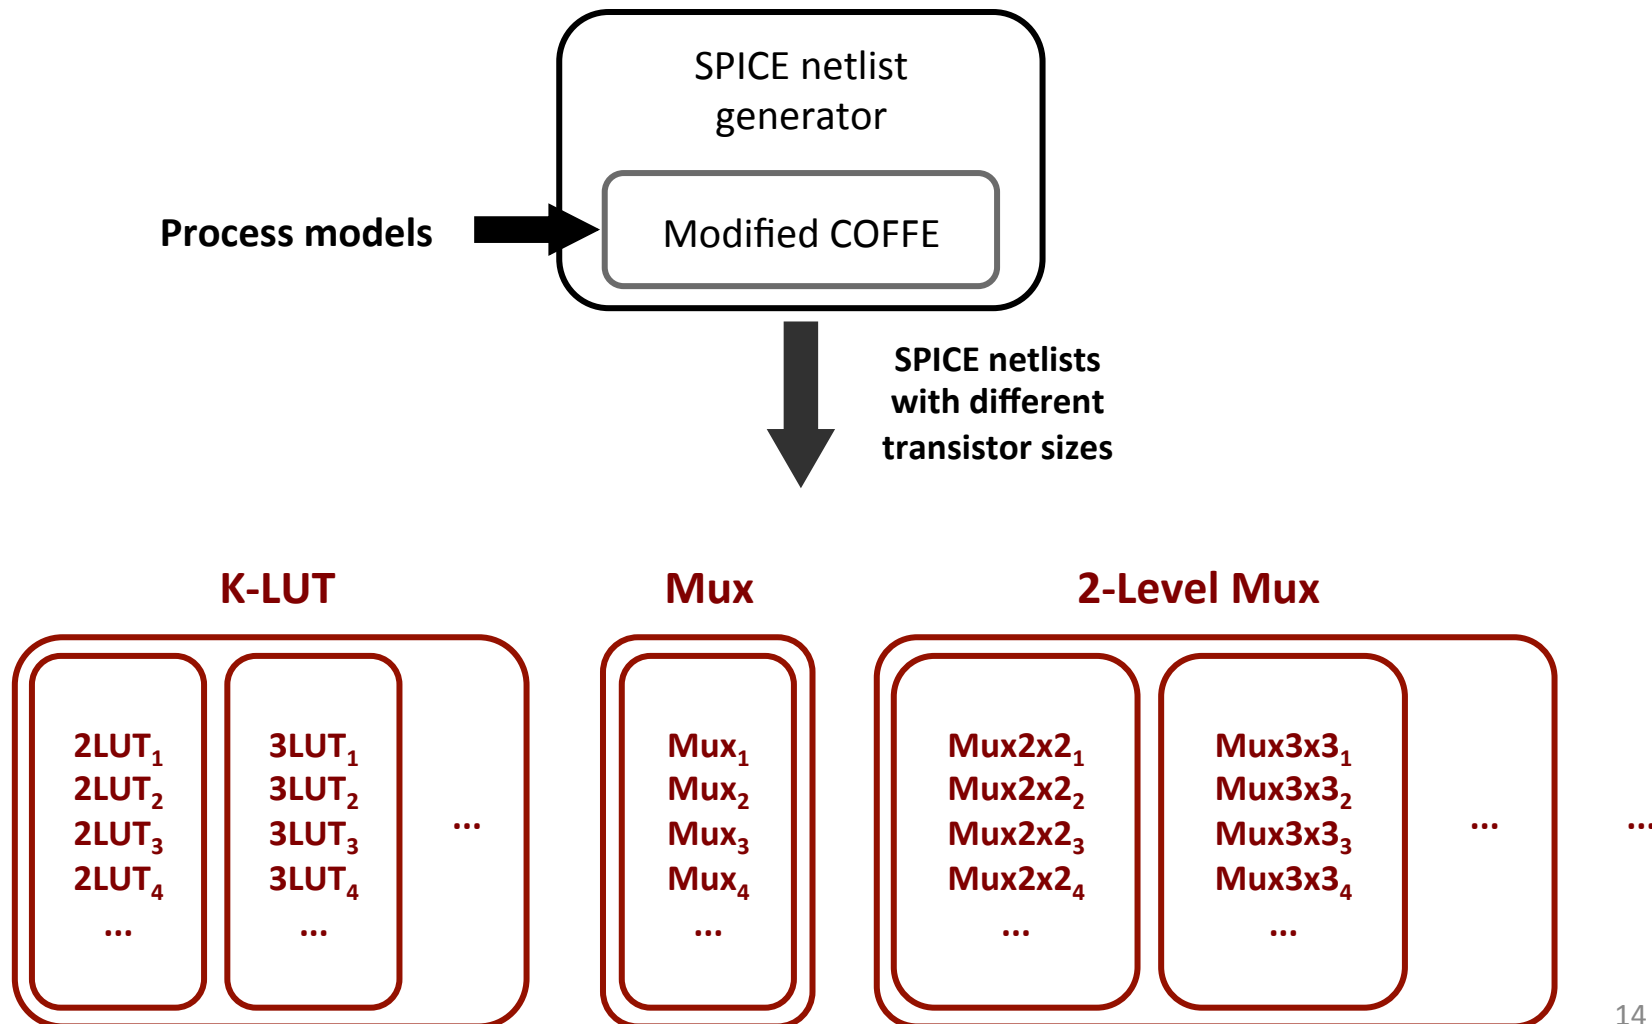 SPICE netlist
generator
Process models
Modified COFFE
SPICE netlists
with different
transistor sizes
K-LUT
Mux
2-Level Mux
2LUT₁
2LUT₂
2LUT₃
2LUT₄
...
3LUT₁
3LUT₂
3LUT₃
3LUT₄
...
...
Mux₁
Mux₂
Mux₃
Mux₄
...
Mux2x2₁
Mux2x2₂
Mux2x2₃
Mux2x2₄
...
Mux3x3₁
Mux3x3₂
Mux3x3₃
Mux3x3₄
...
...
...
14